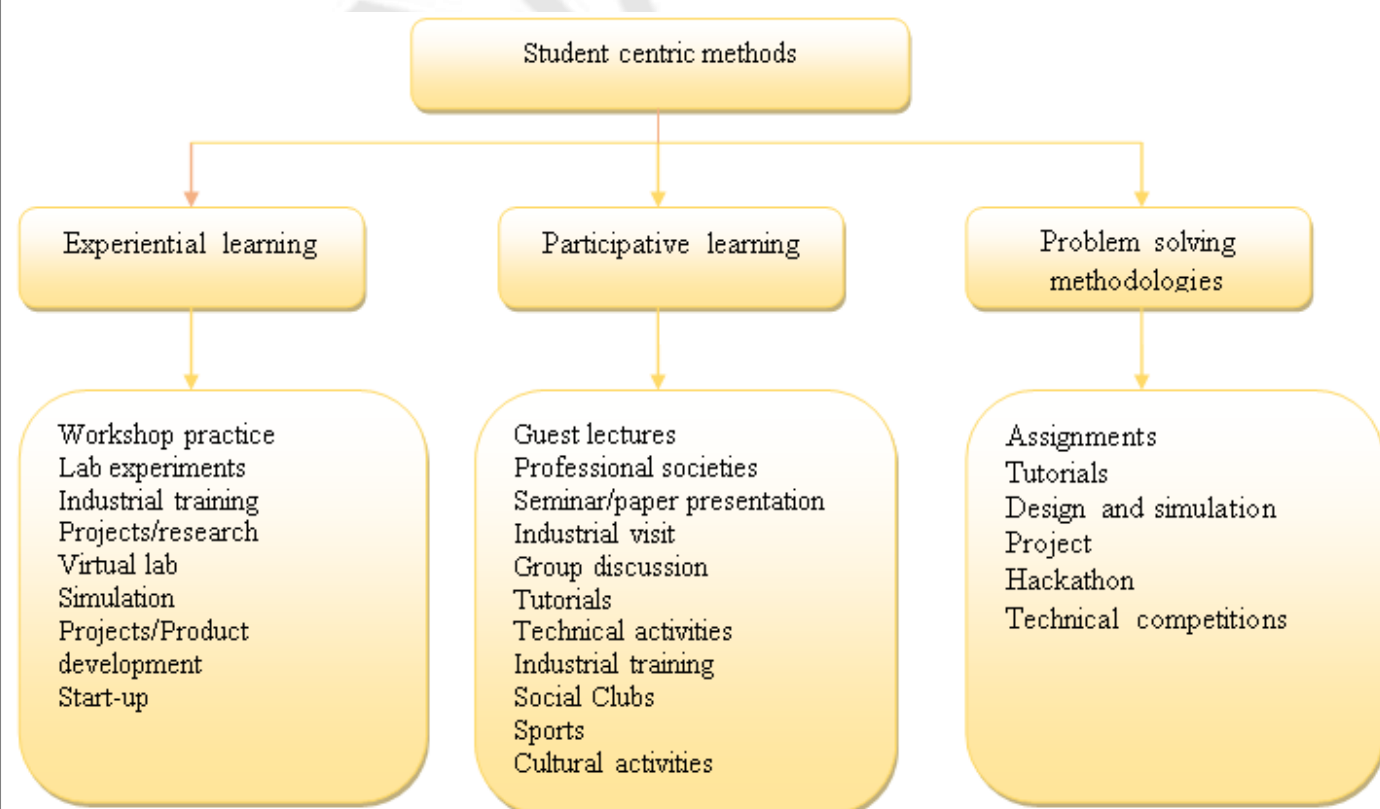 Student centric methods
Experiential learning
Participative learning
Problem solving
methodologies
Workshop practice
Lab experiments
Industrial training
Projects/research
Virtual lab
Simulation
Projects/Product
development
Start-up
Guest lectures
Professional societies
Seminar/paper presentation
Industrial visit
Group discussion
Tutorials
Technical activities
Industrial training
Social Clubs
Sports
Cultural activities
Assignments
Tutorials
Design and simulation
Project
Hackathon
Technical competitions